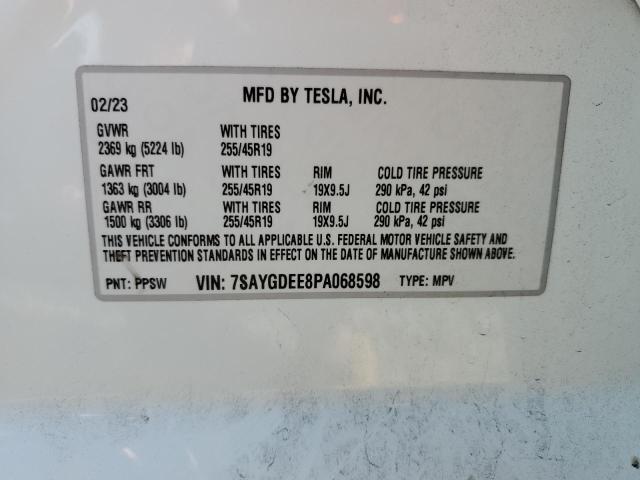 02/23 MFD BY TESLA, INC.
GVWR WITH TIRES
2369 kg (5224 lb) 255/45R19
GAWR FRT WITH TIRES RIM COLD TIRE PRESSURE
1363 kg (3004 lb) 255/45R19 19X9.5J 290 kPa, 42 psi
GAWR RR WITH TIRES RIM COLD TIRE PRESSURE
1500 kg (3306 lb) 255/45R19 19X9.5J 290 kPa, 42 psi
THIS VEHICLE CONFORMS TO ALL APPLICABLE U.S. FEDERAL MOTOR VEHICLE SAFETY AND
THEFT PREVENTION STANDARDS IN EFFECT ON THE DATE OF MANUFACTURE SHOWN ABOVE.
PNT: PPSW VIN: 7SAYGDEE8PA068598 TYPE: MPV